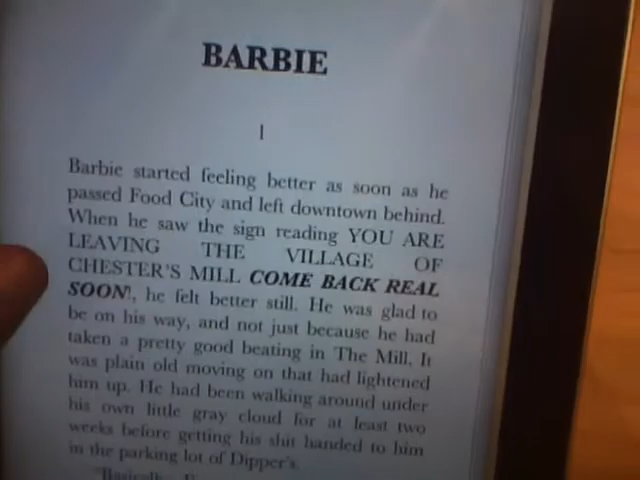 BARBIE
1
Barbie started feeling better as soon as he
passed Food City and left downtown behind.
When he saw the sign reading YOU ARE
LEAVING THE VILLAGE OF
CHESTER'S MILL COME BACK REAL
SOON!, he felt better still. He was glad to
be on his way, and not just because he had
taken a pretty good beating in The Mill. It
was plain old moving on that had lightened
him up. He had been walking around under
his own little gray cloud for at least two
weeks before getting his shit handed to him
in the parking lot of Dipper's.